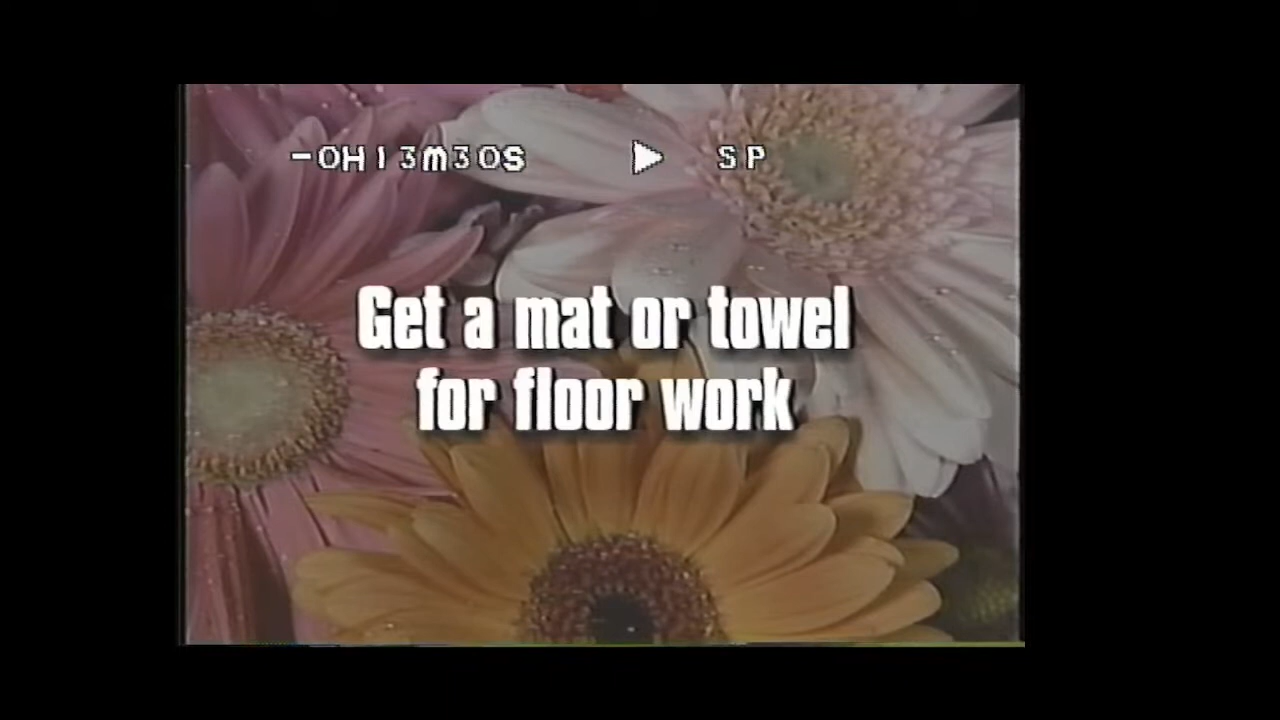 -0H13M30S ▶ SP
Get a mat or towel
for floor work